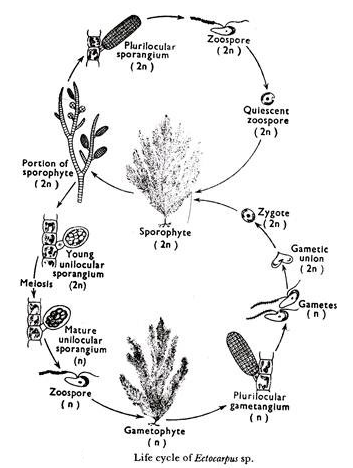 Plurilocular
sporangium
(2n)
Zoospore
(2n)
Quiescent
zoospore
(2n)
Portion of
sporophyte
(2n)
Sporophyte
(2n)
Zygote
(2n)
Gametic
union
(2n)
Gametes
(n)
Young
unilocular
sporangium
(2n)
Meiosis
Mature
unilocular
sporangium
(n)
Zoospore
(n)
Gametophyte
(n)
Plurilocular
gametangium
(n)
Life cycle of Ectocarpus sp.